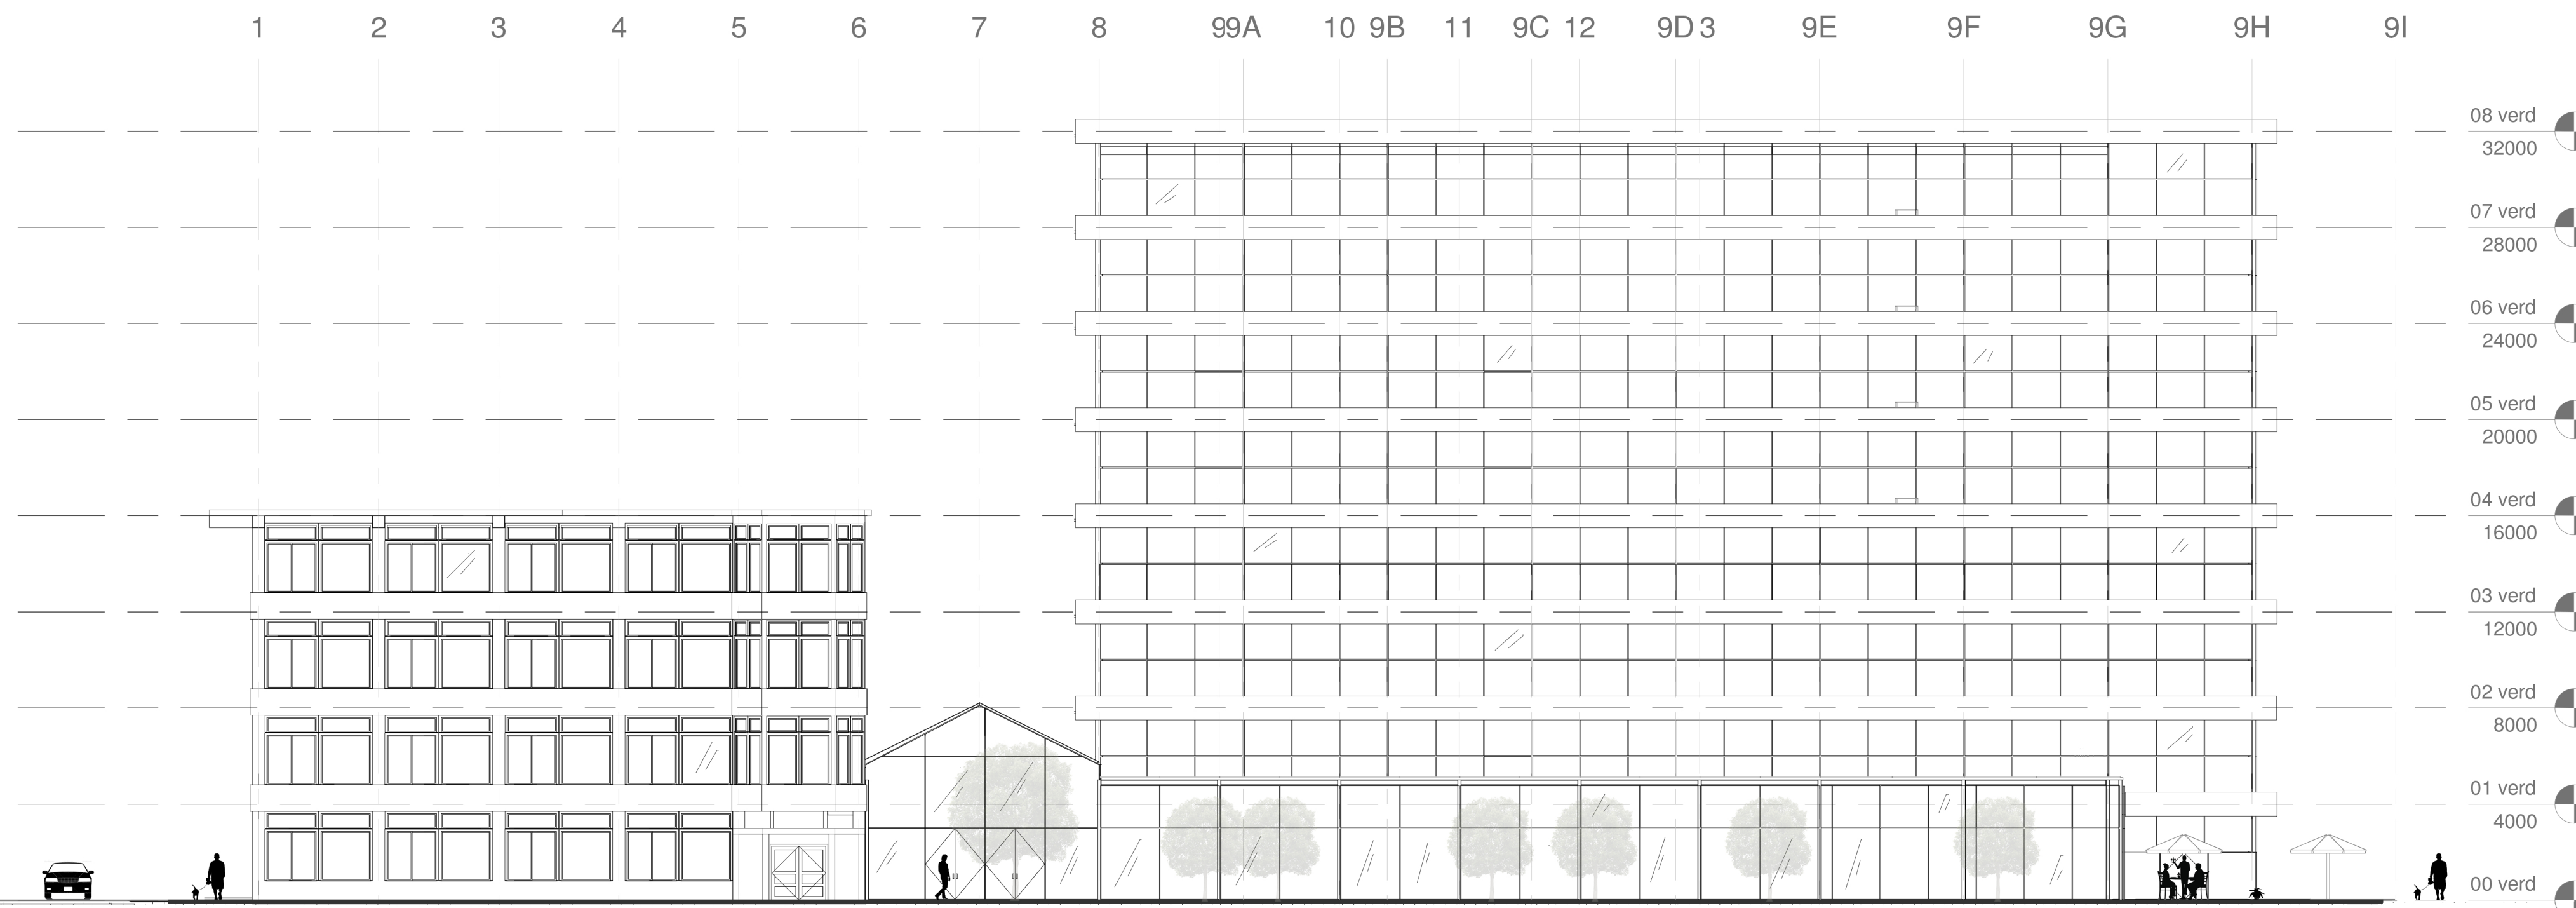 1 2 3 4 5 6 7 8 9 9A 10 9B 11 9C 12 9D 3 9E 9F 9G 9H 9I
08 verd
32000
07 verd
28000
06 verd
24000
05 verd
20000
04 verd
16000
03 verd
12000
02 verd
8000
01 verd
4000
00 verd